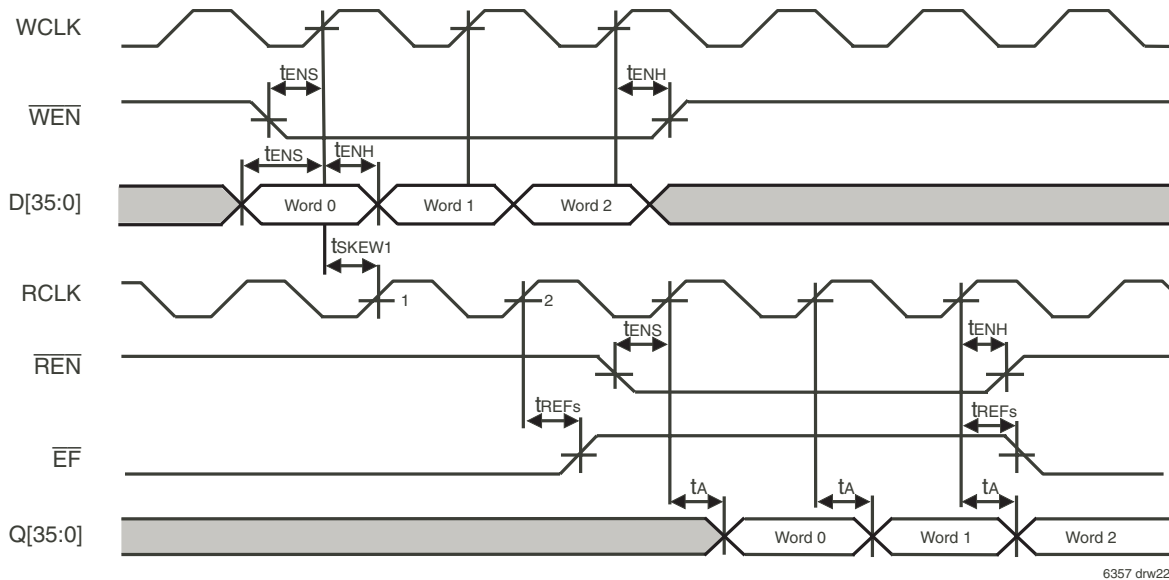 WCLK
tENS
tENH
WEN
tENS
tENH
D[35:0]
Word 0
Word 1
Word 2
tSKEW1
RCLK
1
2
tENS
tENH
REN
tREFs
tREFs
EF
tA
tA
tA
Q[35:0]
Word 0
Word 1
Word 2
6357 drw22